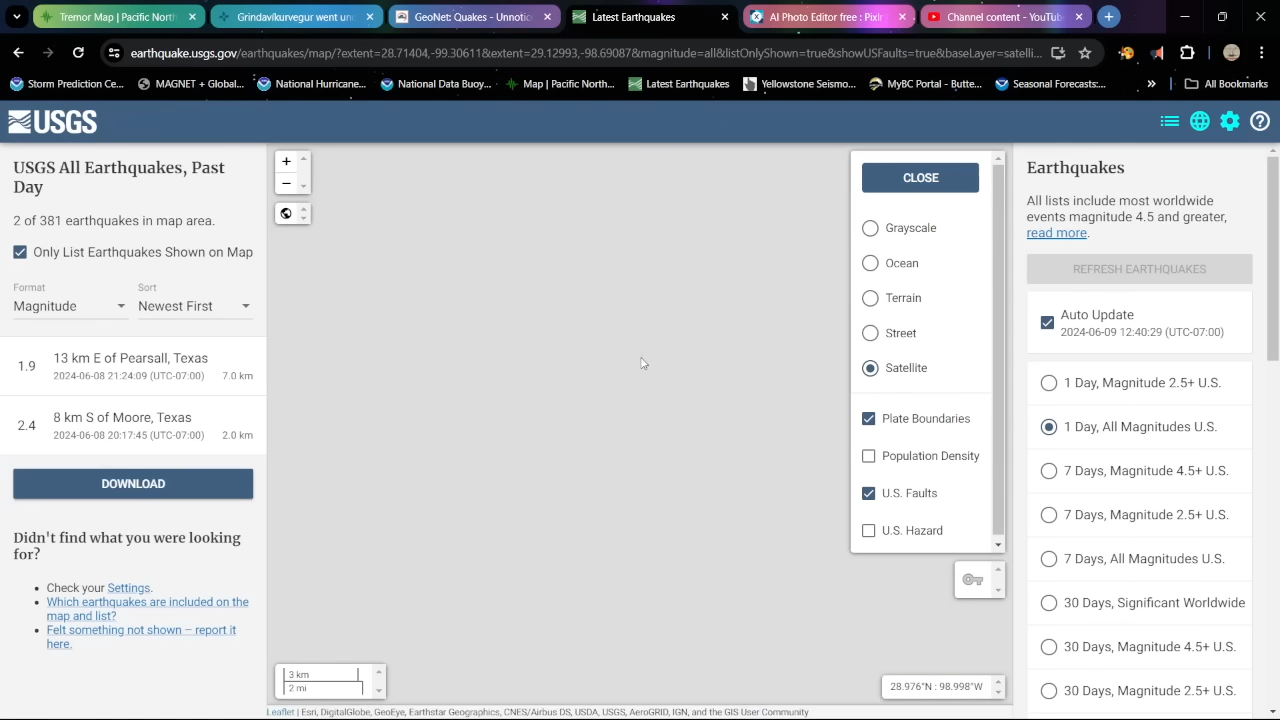 Tremor Map | Pacific North
Grindavíkurvegur went un
GeoNet: Quakes - Unnotic
Latest Earthquakes
AI Photo Editor free : Pixlr
Channel content - YouTub
earthquake.usgs.gov/earthquakes/map/?extent=28.71404,-99.30611&extent=29.12993,-98.69087&magnitude=all&listOnlyShown=true&showUSFaults=true&baseLayer=satelli...
Storm Prediction Ce...
MAGNET + Global...
National Hurricane...
National Data Buoy...
Map | Pacific North...
Latest Earthquakes
Yellowstone Seismo...
MyBC Portal - Butte...
Seasonal Forecasts:...
All Bookmarks
USGS
USGS All Earthquakes, Past
Day
2 of 381 earthquakes in map area.
Only List Earthquakes Shown on Map
Format
Sort
Magnitude
Newest First
1.9
13 km E of Pearsall, Texas
2024-06-08 21:24:09 (UTC-07:00)
7.0 km
2.4
8 km S of Moore, Texas
2024-06-08 20:17:45 (UTC-07:00)
2.0 km
DOWNLOAD
Didn't find what you were looking
for?
Check your Settings.
Which earthquakes are included on the
map and list?
Felt something not shown – report it
here.
+
−
3 km
2 mi
CLOSE
Grayscale
Ocean
Terrain
Street
Satellite
Plate Boundaries
Population Density
U.S. Faults
U.S. Hazard
28.976°N : 98.998°W
Leaflet | Esri, DigitalGlobe, GeoEye, Earthstar Geographics, CNES/Airbus DS, USDA, USGS, AeroGRID, IGN, and the GIS User Community
Earthquakes
All lists include most worldwide
events magnitude 4.5 and greater,
read more.
REFRESH EARTHQUAKES
Auto Update
2024-06-09 12:40:29 (UTC-07:00)
1 Day, Magnitude 2.5+ U.S.
1 Day, All Magnitudes U.S.
7 Days, Magnitude 4.5+ U.S.
7 Days, Magnitude 2.5+ U.S.
7 Days, All Magnitudes U.S.
30 Days, Significant Worldwide
30 Days, Magnitude 4.5+ U.S.
30 Days, Magnitude 2.5+ U.S.